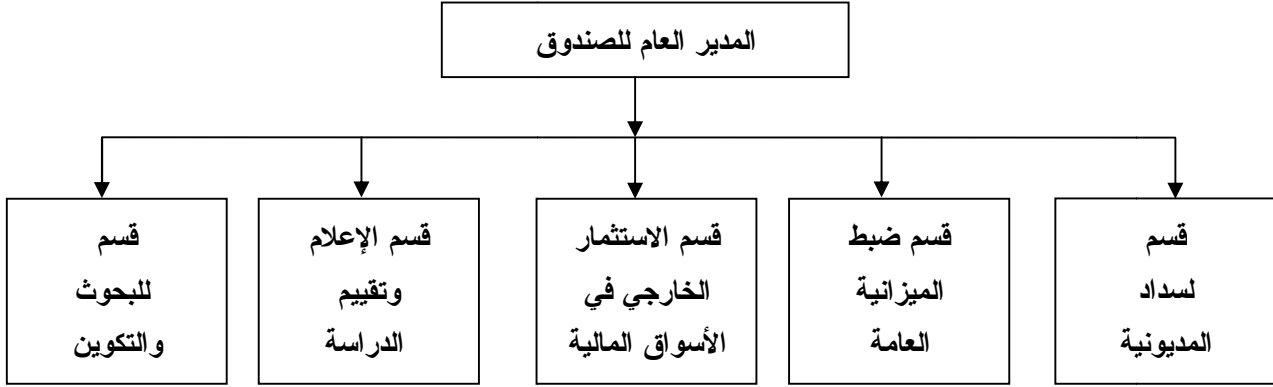 المدير العام للصندوق
قسم
لسداد
المديونية
قسم ضبط
الميزانية
العامة
قسم الاستثمار
الخارجي في
الأسواق المالية
قسم الإعلام
وتقييم
الدراسة
قسم
للبحوث
والتكوين